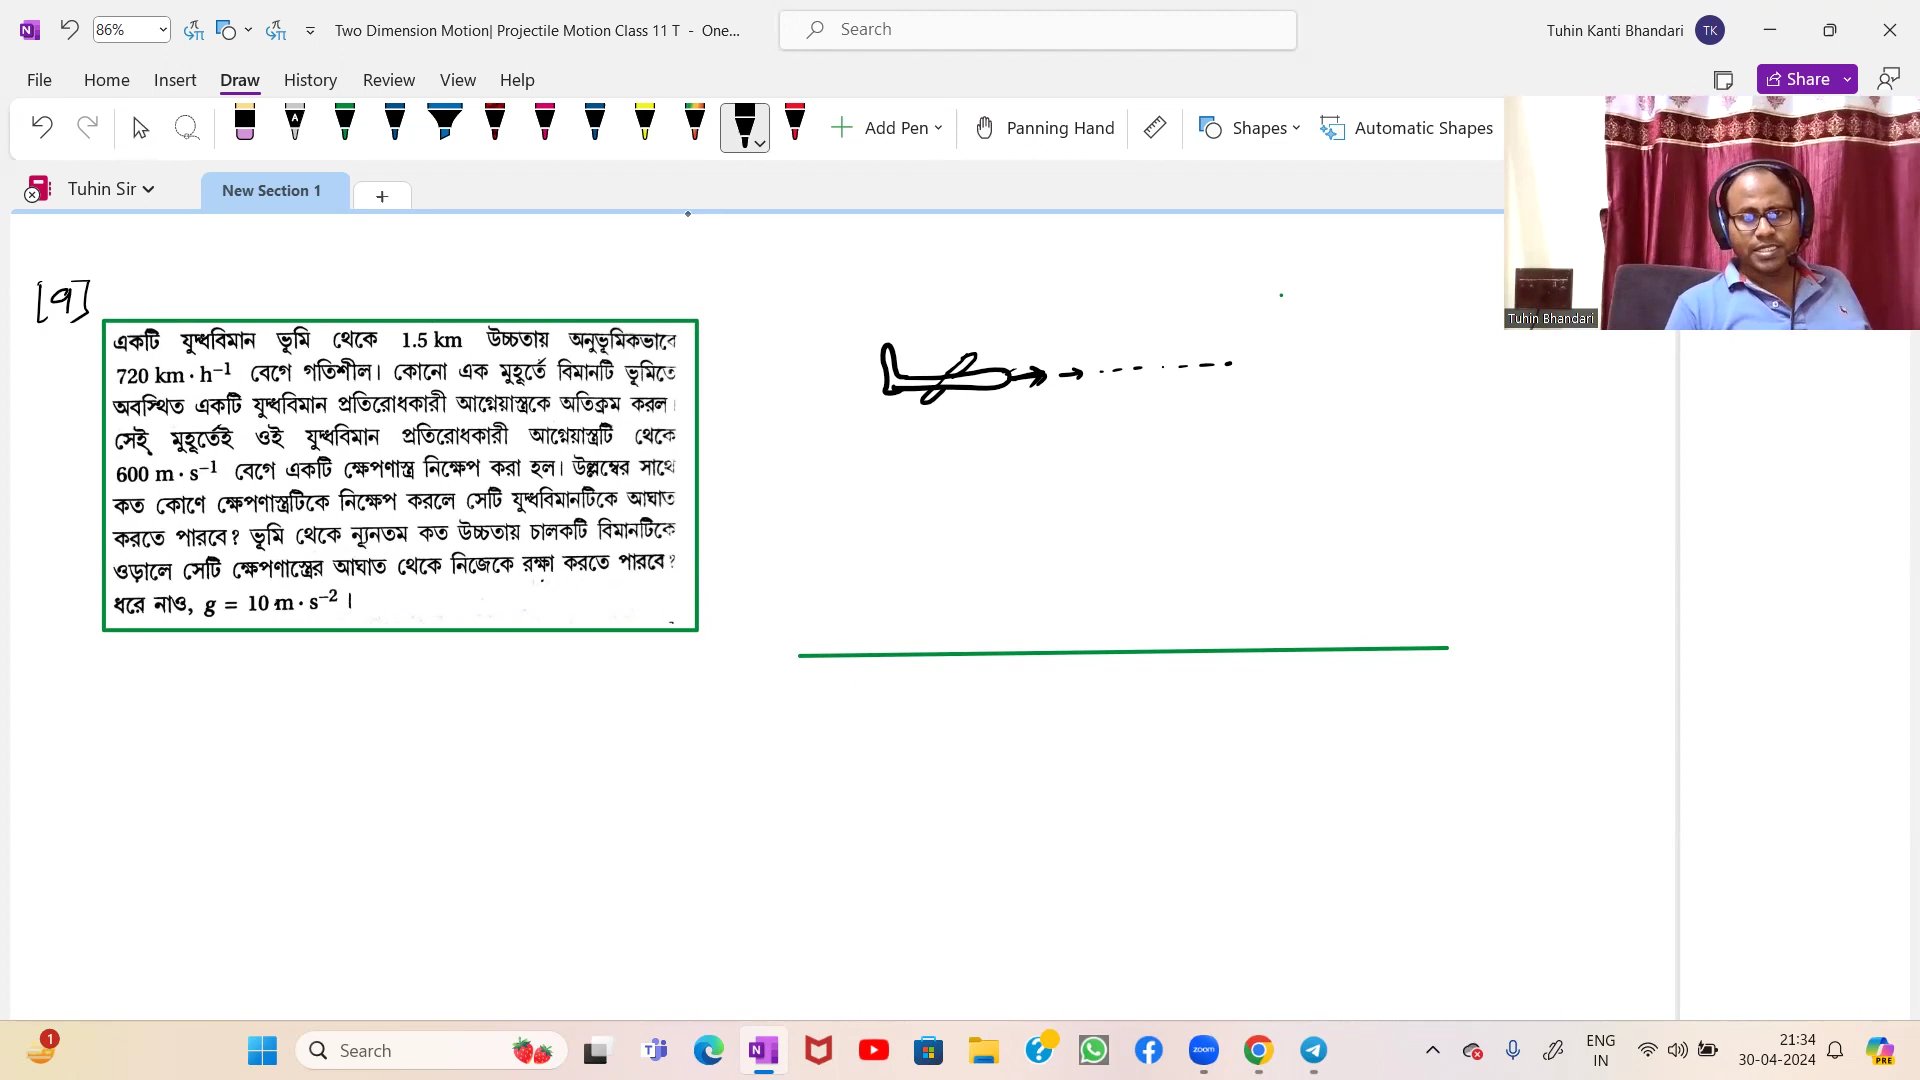 86%
Two Dimension Motion| Projectile Motion Class 11 T - One...
Search
Tuhin Kanti Bhandari
TK
File
Home
Insert
Draw
History
Review
View
Help
Share
Add Pen
Panning Hand
Shapes
Automatic Shapes
Tuhin Sir
New Section 1
Tuhin Bhandari
[9]
একটি যুদ্ধবিমান ভূমি থেকে 1.5 km উচ্চতায় অনুভূমিকভাবে
720 km·h⁻¹ বেগে গতিশীল। কোনো এক মুহূর্তে বিমানটি ভূমিতে
অবস্থিত একটি যুদ্ধবিমান প্রতিরোধকারী আগ্নেয়াস্ত্রকে অতিক্রম করল।
সেই মুহূর্তেই ওই যুদ্ধবিমান প্রতিরোধকারী আগ্নেয়াস্ত্রটি থেকে
600 m·s⁻¹ বেগে একটি ক্ষেপণাস্ত্র নিক্ষেপ করা হল। উল্লম্বের সাথে
কত কোণে ক্ষেপণাস্ত্রটিকে নিক্ষেপ করলে সেটি যুদ্ধবিমানটিকে আঘাত
করতে পারবে? ভূমি থেকে ন্যূনতম কত উচ্চতায় চালকটি বিমানটিকে
ওড়ালে সেটি ক্ষেপণাস্ত্রের আঘাত থেকে নিজেকে রক্ষা করতে পারবে?
ধরে নাও, g = 10 m·s⁻²।
1
Search
zoom
ENG
IN
21:34
30-04-2024
PRE